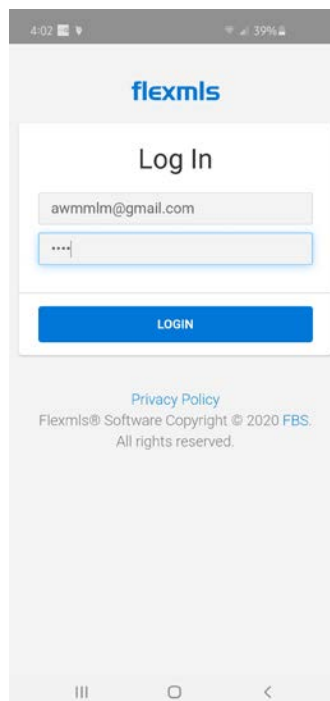 4:02 39%
flexmls
Log In
awmmlm@gmail.com
••••
LOGIN
Privacy Policy
Flexmls® Software Copyright © 2020 FBS.
All rights reserved.